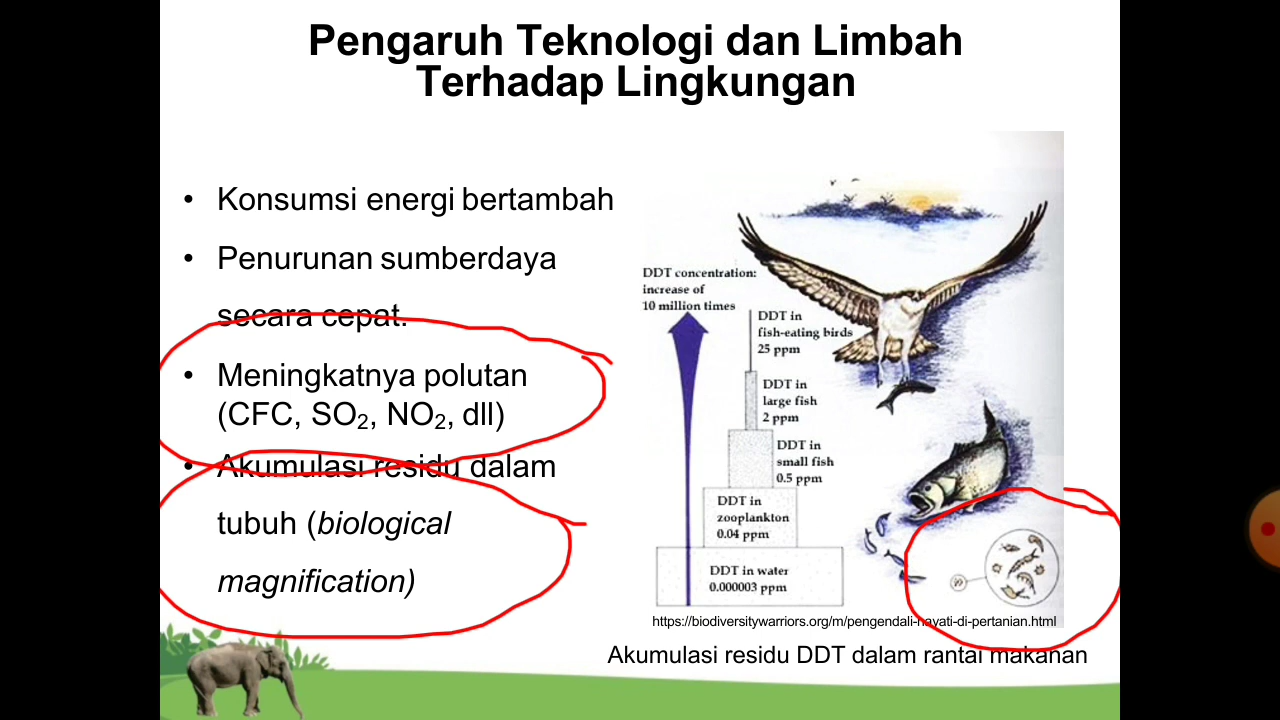 Pengaruh Teknologi dan Limbah
Terhadap Lingkungan
• Konsumsi energi bertambah
• Penurunan sumberdaya
secara cepat.
• Meningkatnya polutan
(CFC, SO₂, NO₂, dll)
• Akumulasi residu dalam
tubuh (biological
magnification)
DDT concentration:
increase of
10 million times
DDT in
fish-eating birds
25 ppm
DDT in
large fish
2 ppm
DDT in
small fish
0.5 ppm
DDT in
zooplankton
0.04 ppm
DDT in water
0.000003 ppm
https://biodiversitywarriors.org/m/pengendali-hayati-di-pertanian.html
Akumulasi residu DDT dalam rantai makanan